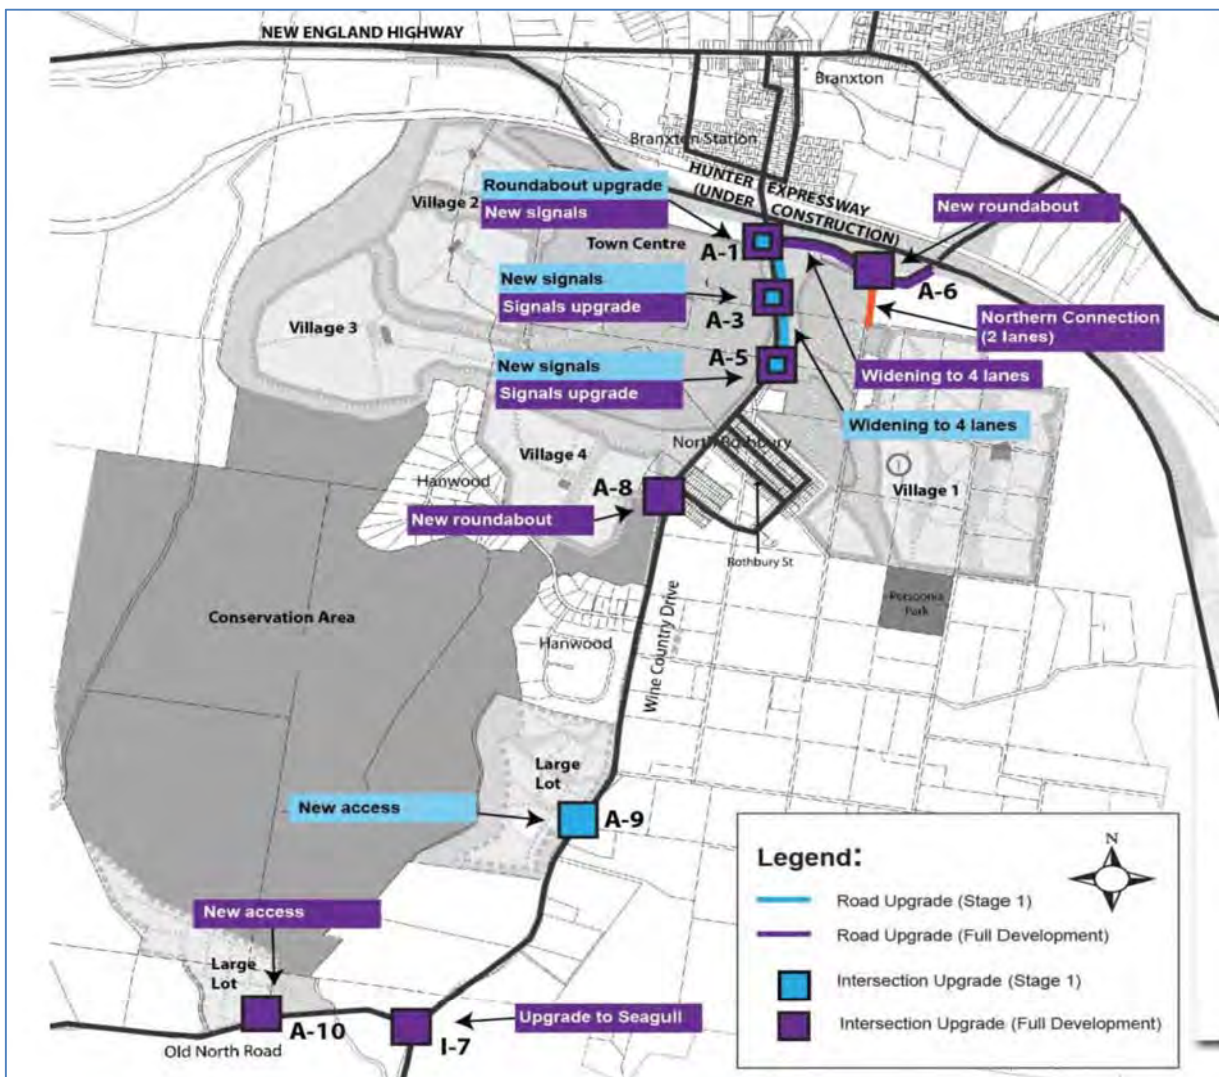 NEW ENGLAND HIGHWAY
Branxton
Branxton Station
HUNTER EXPRESSWAY
(UNDER CONSTRUCTION)
Roundabout upgrade
New signals
Village 2
New roundabout
Town Centre
A-1
A-6
New signals
Signals upgrade
A-3
Northern Connection
(2 lanes)
Village 3
New signals
Signals upgrade
A-5
Widening to 4 lanes
Widening to 4 lanes
North Rothbury
Village 4
Hanwood
A-8
1
Village 1
New roundabout
Rothbury St
Persoonia
Park
Conservation Area
Hanwood
Wine Country Drive
Large
Lot
New access
A-9
New access
Large
Lot
A-10
Old North Road
I-7
Upgrade to Seagull
Legend:
N
Road Upgrade (Stage 1)
Road Upgrade (Full Development)
Intersection Upgrade (Stage 1)
Intersection Upgrade (Full Development)